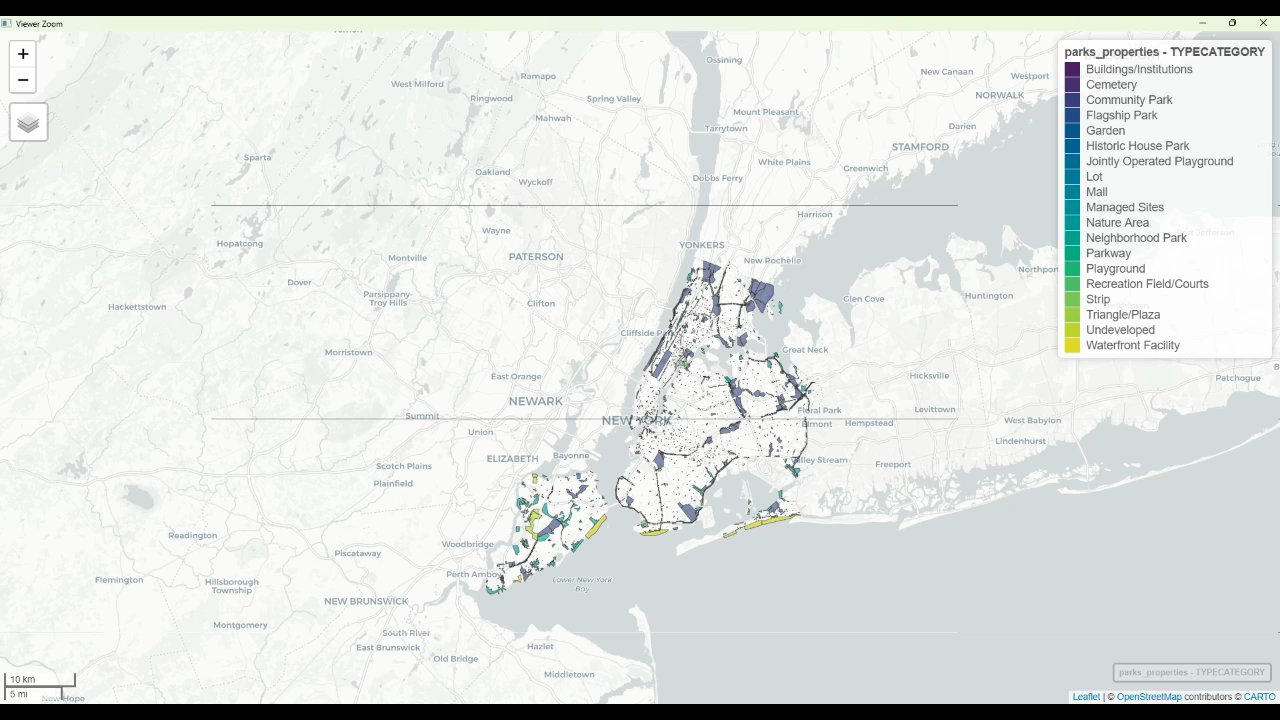 Viewer Zoom
+
−
parks_properties - TYPECATEGORY
Buildings/Institutions
Cemetery
Community Park
Flagship Park
Garden
Historic House Park
Jointly Operated Playground
Lot
Mall
Managed Sites
Nature Area
Neighborhood Park
Parkway
Playground
Recreation Field/Courts
Strip
Triangle/Plaza
Undeveloped
Waterfront Facility
Ossining
New Canaan
Westport
Ramapo
West Milford
Ringwood
Spring Valley
NORWALK
Mahwah
Mount Pleasant
Tarrytown
Darien
STAMFORD
Sparta
White Plains
Greenwich
Oakland
Wyckoff
Dobbs Ferry
Harrison
Wayne
Hopatcong
YONKERS
Montville
PATERSON
New Rochelle
Northport
Dover
Parsippany-
Troy Hills
Clifton
Glen Cove
Huntington
Hackettstown
Cliffside Park
Morristown
Great Neck
East Orange
Hicksville
Patchogue
NEWARK
Summit
NEW YORK
Floral Park
Levittown
Elmont
Hempstead
West Babylon
Union
Lindenhurst
ELIZABETH
Bayonne
Scotch Plains
Valley Stream
Freeport
Plainfield
Readington
Woodbridge
Piscataway
Flemington
Hillsborough
Township
Perth Amboy
Lower New York
Bay
NEW BRUNSWICK
Montgomery
South River
East Brunswick
Hazlet
Old Bridge
Middletown
10 km
5 mi
New Hope
parks_properties - TYPECATEGORY
Leaflet | © OpenStreetMap contributors © CARTO